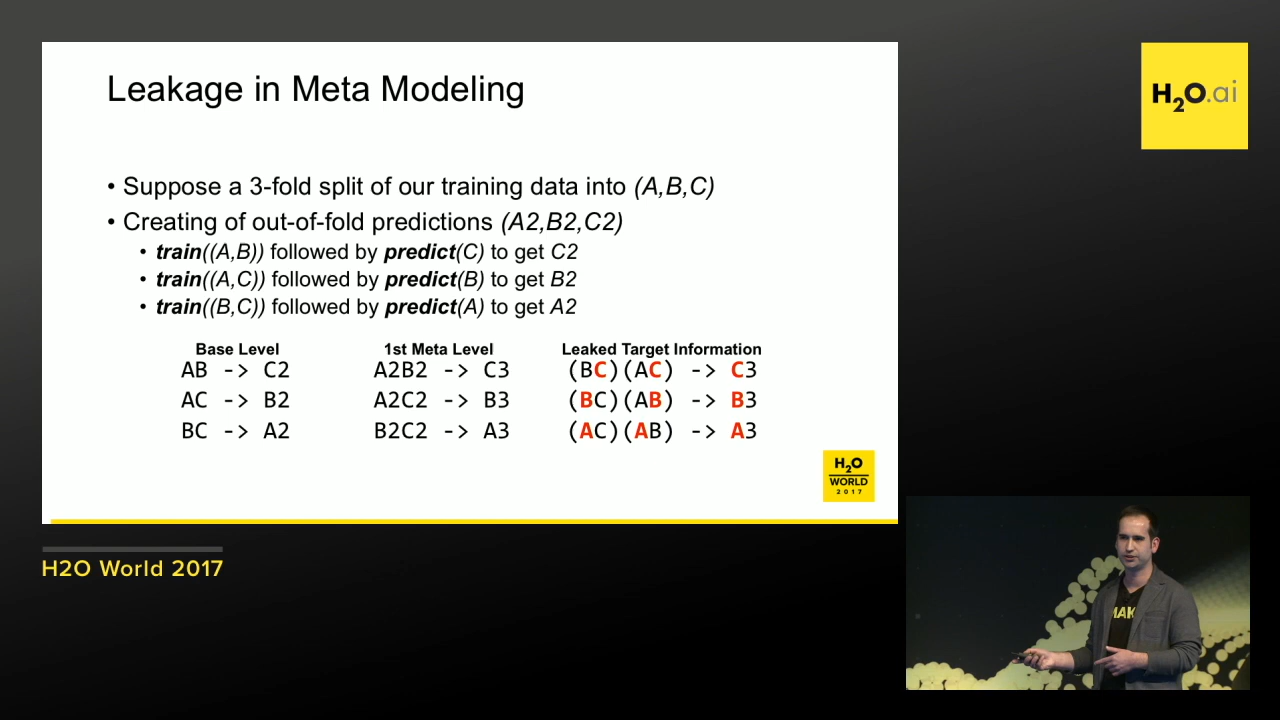 Leakage in Meta Modeling
• Suppose a 3-fold split of our training data into (A,B,C)
• Creating of out-of-fold predictions (A2,B2,C2)
• train((A,B)) followed by predict(C) to get C2
• train((A,C)) followed by predict(B) to get B2
• train((B,C)) followed by predict(A) to get A2
Base Level 1st Meta Level Leaked Target Information
AB -> C2 A2B2 -> C3 (BC)(AC) -> C3
AC -> B2 A2C2 -> B3 (BC)(AB) -> B3
BC -> A2 B2C2 -> A3 (AC)(AB) -> A3
H2O
WORLD
2017
H2O.ai
H2O World 2017
MAK